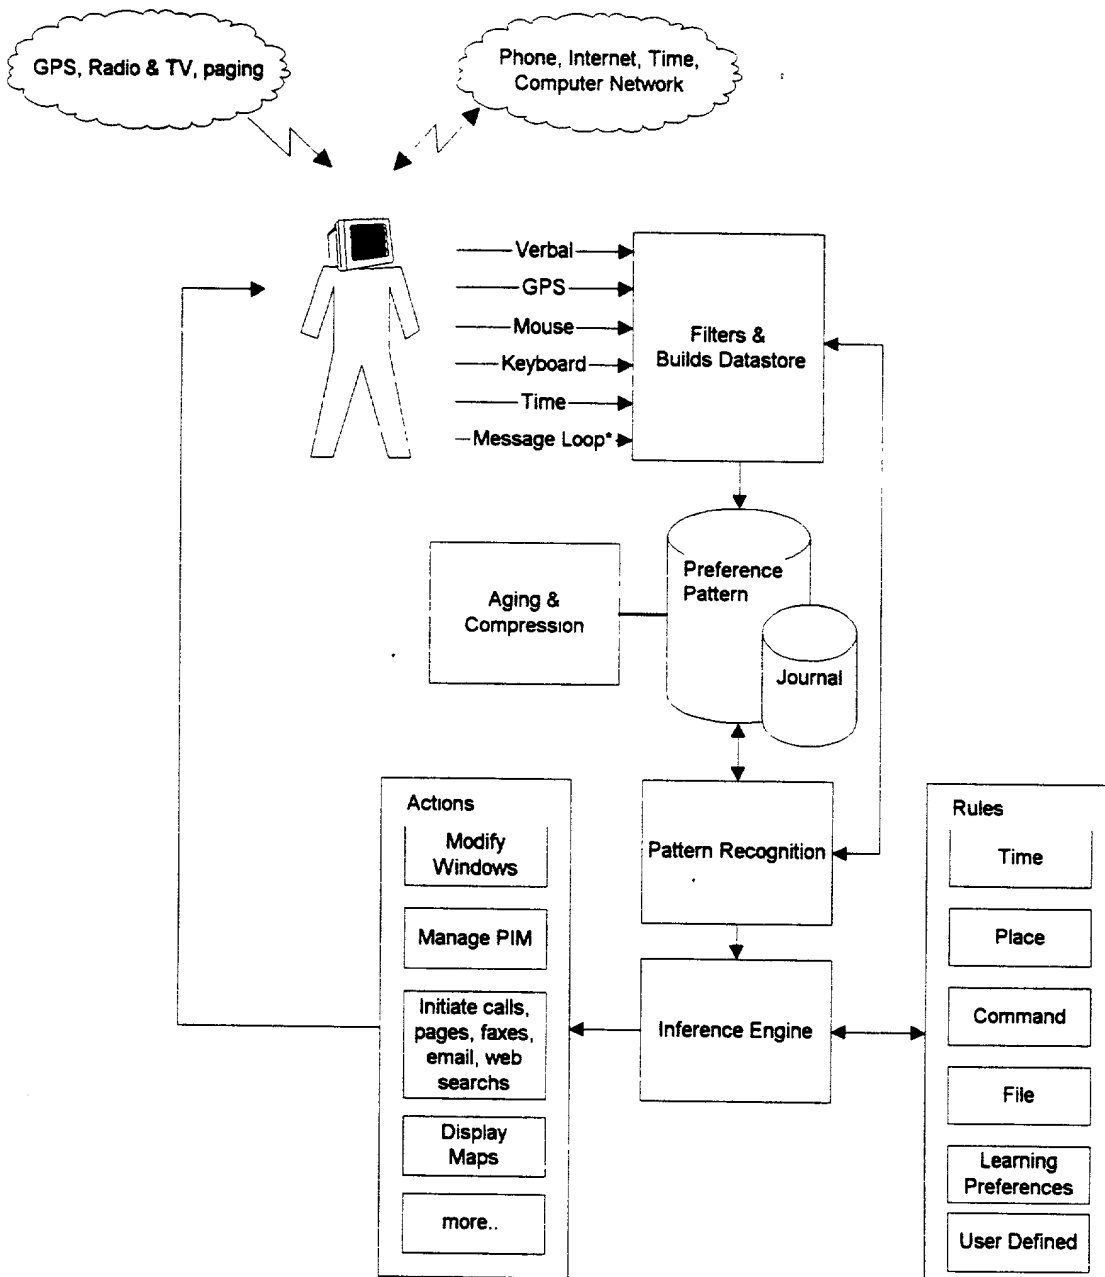 GPS, Radio & TV, paging
Phone, Internet, Time,
Computer Network
Verbal
GPS
Mouse
Keyboard
Time
Message Loop*
Filters &
Builds Datastore
Aging &
Compression
Preference
Pattern
Journal
Actions
Modify
Windows
Manage PIM
Initiate calls,
pages, faxes,
email, web
searchs
Display
Maps
more..
Pattern Recognition
Inference Engine
Rules
Time
Place
Command
File
Learning
Preferences
User Defined